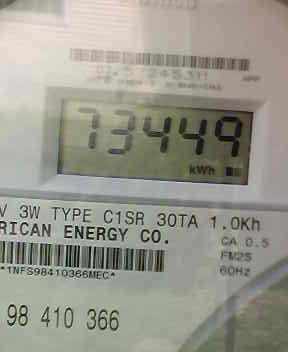 73449
kWh
V 3W TYPE C1SR 30TA 1.0Kh
RICAN ENERGY CO.
CA 0.5
FM2S
60Hz
*1NFS98410366MEC*
98 410 366